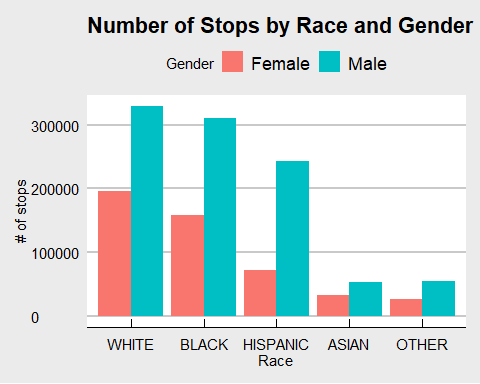 Number of Stops by Race and Gender
Gender Female Male
# of stops
300000
200000
100000
0
WHITE BLACK HISPANIC ASIAN OTHER
Race